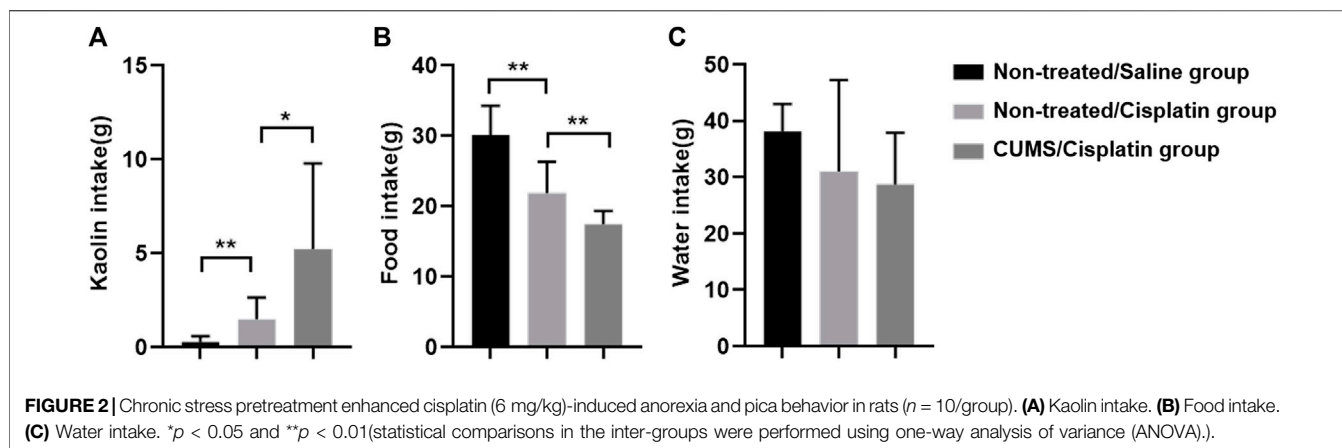 A
B
C
15
10
5
0
Kaolin intake(g)
**
*
40
30
20
10
0
Food intake(g)
**
**
50
40
30
20
10
0
Water intake(g)
Non-treated/Saline group
Non-treated/Cisplatin group
CUMS/Cisplatin group
FIGURE 2 | Chronic stress pretreatment enhanced cisplatin (6 mg/kg)-induced anorexia and pica behavior in rats (n = 10/group). (A) Kaolin intake. (B) Food intake.
(C) Water intake. *p < 0.05 and **p < 0.01(statistical comparisons in the inter-groups were performed using one-way analysis of variance (ANOVA).).